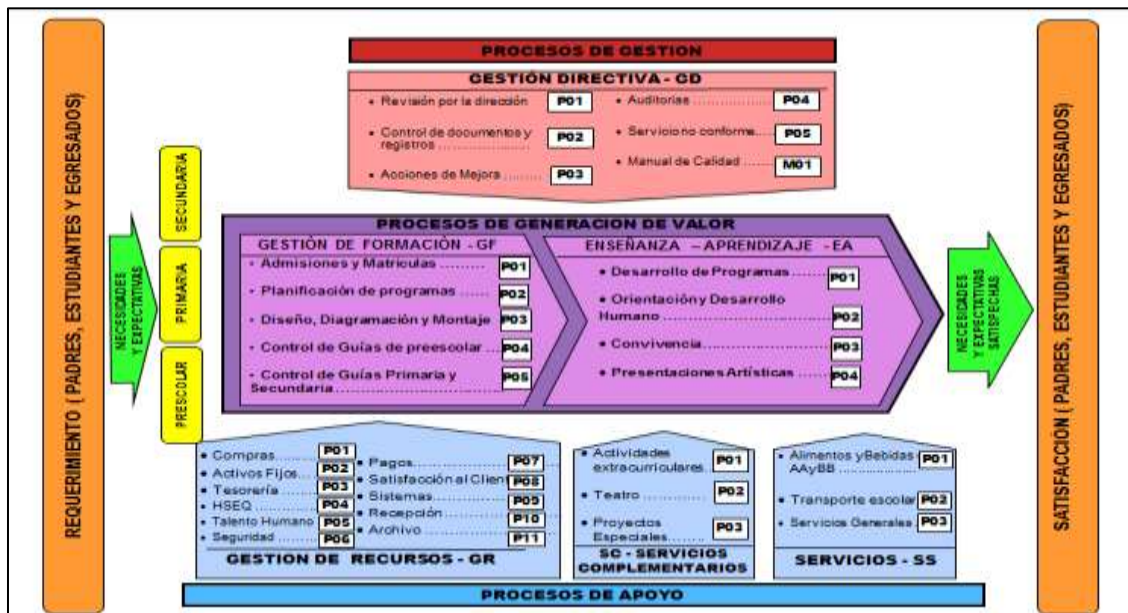 PROCESOS DE GESTION
GESTIÓN DIRECTIVA - GD
• Revisión por la dirección P01
• Control de documentos y
registros .................. P02
• Acciones de Mejora ......... P03
• Auditorias .................. P04
• Servicio no conforme.... P05
• Manual de Calidad ....... M01
REQUERIMIENTO ( PADRES, ESTUDIANTES Y EGRESADOS)
NECESIDADES
Y EXPECTATIVAS
SECUNDARIA
PRIMARIA
PRESCOLAR
PROCESOS DE GENERACION DE VALOR
GESTIÓN DE FORMACIÓN - GF
• Admisiones y Matriculas ......... P01
• Planificación de programas ...... P02
• Diseño, Diagramación y Montaje P03
• Control de Guías de preescolar .. P04
• Control de Guías Primaria y
Secundaria ........................ P05
ENSEÑANZA – APRENDIZAJE - EA
• Desarrollo de Programas ............ P01
• Orientación y Desarrollo
Humano ................................ P02
• Convivencia ........................... P03
• Presentaciones Artísticas .......... P04
NECESIDADES
Y EXPECTATIVAS
SATISFECHAS
SATISFACCION ( PADRES, ESTUDIANTES Y EGRESADOS)
• Compras ............ P01
• Activos Fijos ....... P02
• Tesorería ........... P03
• HSEQ ............... P04
• Talento Humano P05
• Seguridad .......... P06
• Pagos ............... P07
• Satisfacción al Client P08
• Sistemas ........... P09
• Recepción ......... P10
• Archivo ............. P11
GESTION DE RECURSOS - GR
• Actividades
extracurriculares. P01
• Teatro ............. P02
• Proyectos
Especiales ........ P03
SC - SERVICIOS
COMPLEMENTARIOS
• Alimentos y Bebidas
AAyBB ............. P01
• Transporte escolar P02
• Servicios Generales P03
SERVICIOS - SS
PROCESOS DE APOYO